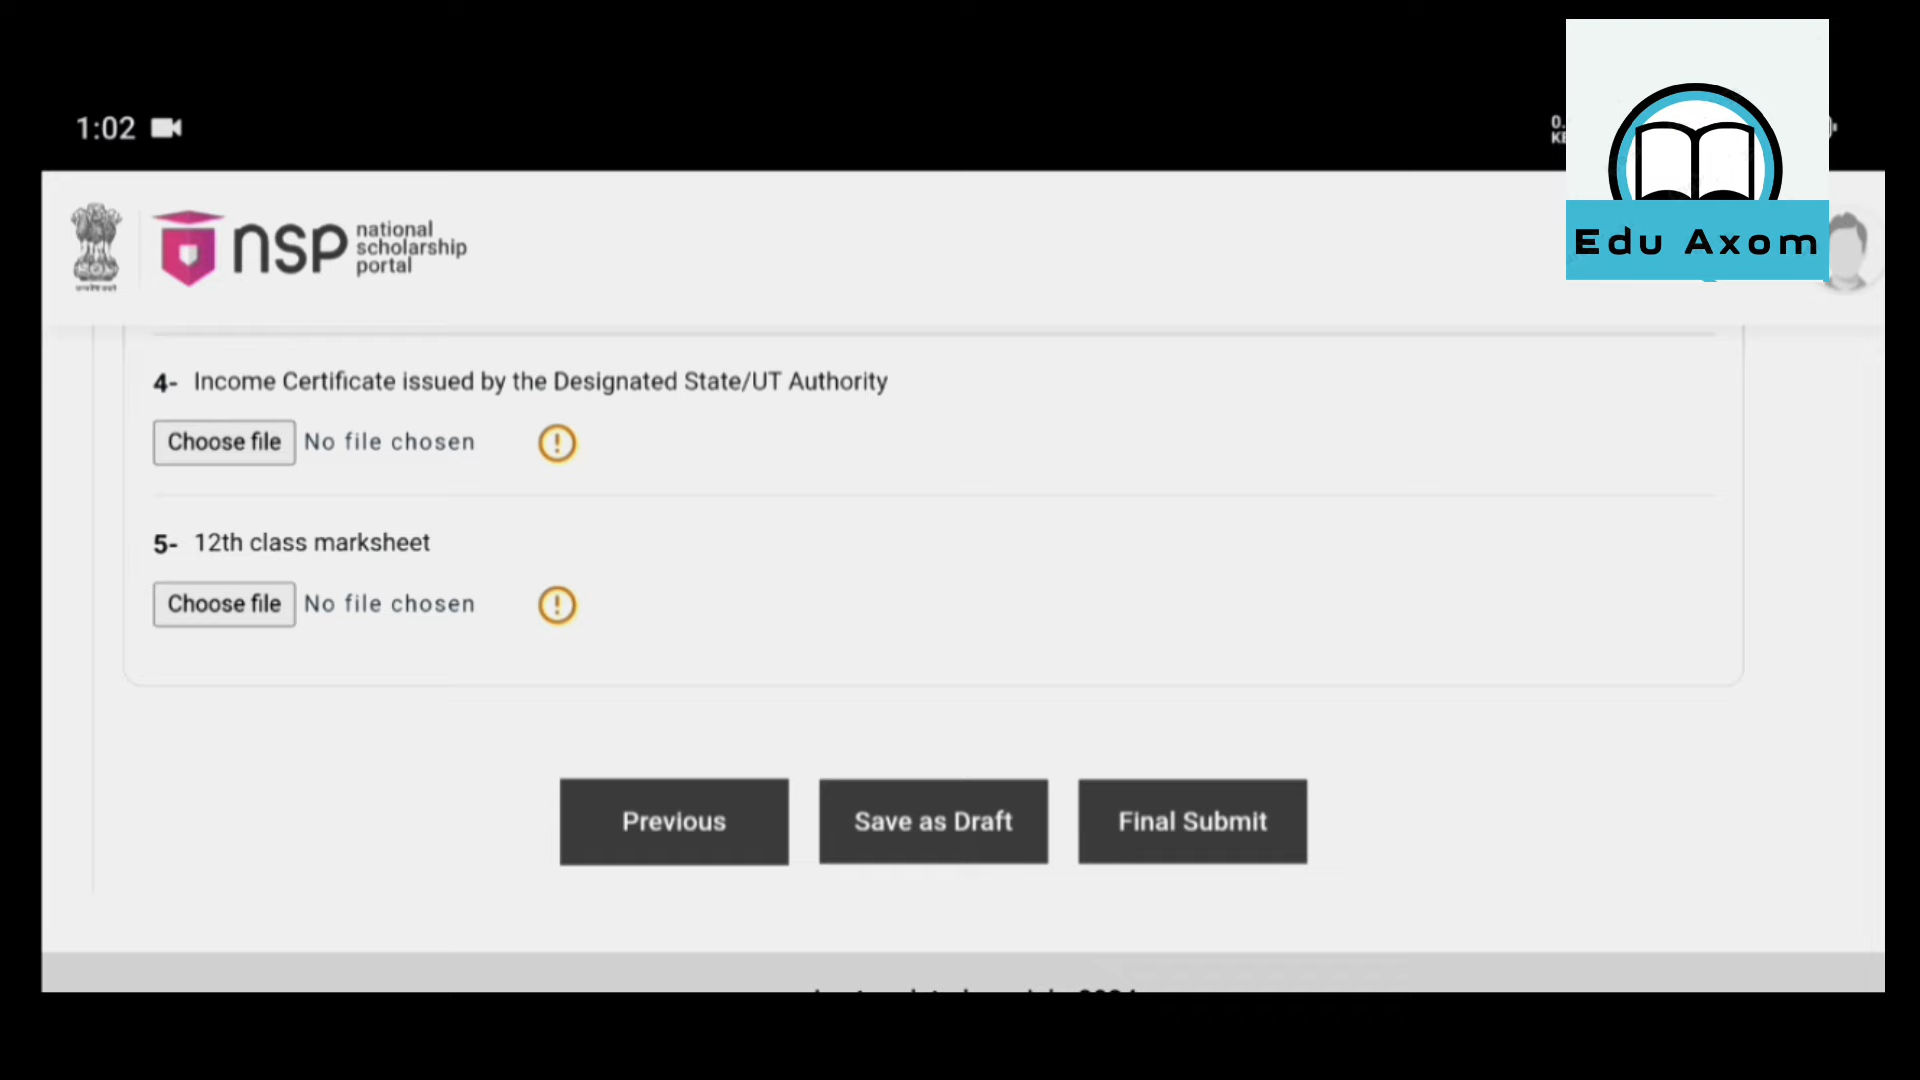 1:02
Edu Axom
nsp national
scholarship
portal
4- Income Certificate issued by the Designated State/UT Authority
Choose file No file chosen
5- 12th class marksheet
Choose file No file chosen
Previous Save as Draft Final Submit